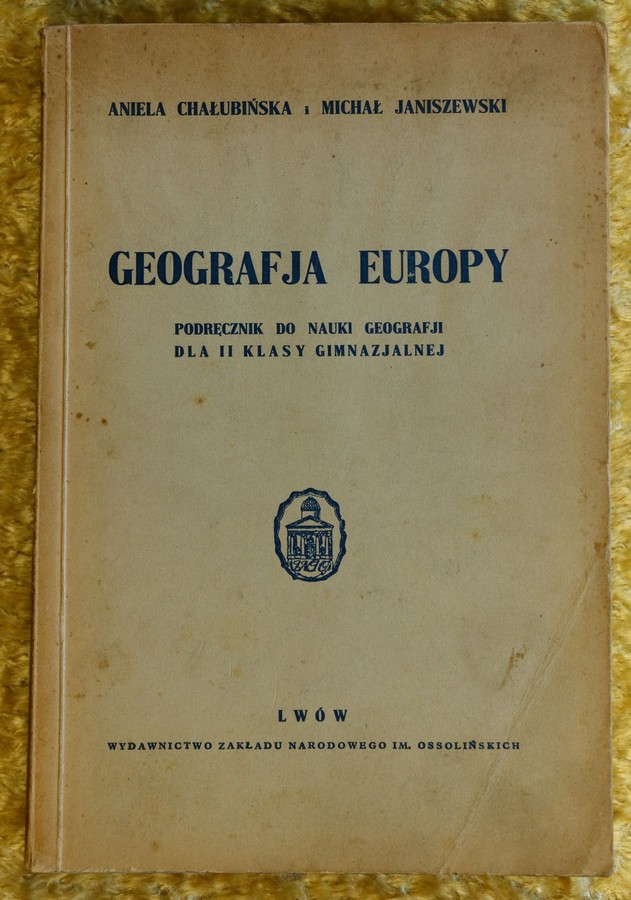 ANIELA CHAŁUBIŃSKA i MICHAŁ JANISZEWSKI
GEOGRAFJA EUROPY
PODRĘCZNIK DO NAUKI GEOGRAFJI
DLA II KLASY GIMNAZJALNEJ
LWÓW
WYDAWNICTWO ZAKŁADU NARODOWEGO IM. OSSOLIŃSKICH